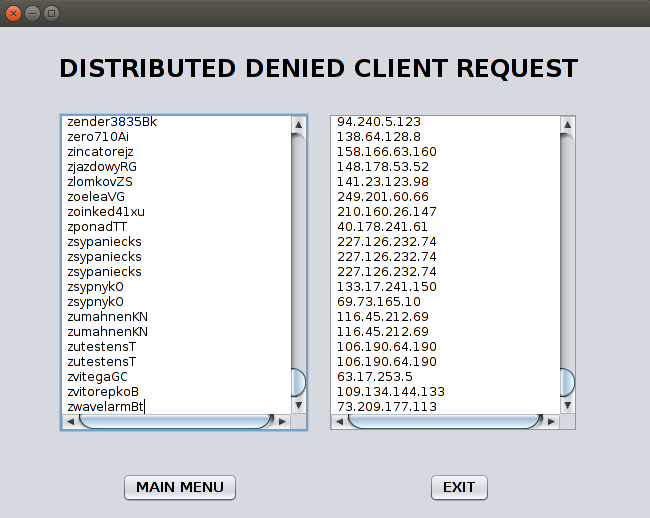 DISTRIBUTED DENIED CLIENT REQUEST
zender3835Bk
zero710Ai
zincatorejz
zjazdowyRG
zlomkovZS
zoeleaVG
zoinked41xu
zponadTT
zsypaniecks
zsypaniecks
zsypaniecks
zsypnykO
zsypnykO
zumahnenKN
zumahnenKN
zutestensT
zutestensT
zvitegaGC
zvitorepkoB
zwavelarmBt
94.240.5.123
138.64.128.8
158.166.63.160
148.178.53.52
141.23.123.98
249.201.60.66
210.160.26.147
40.178.241.61
227.126.232.74
227.126.232.74
227.126.232.74
133.17.241.150
69.73.165.10
116.45.212.69
116.45.212.69
106.190.64.190
106.190.64.190
63.17.253.5
109.134.144.133
73.209.177.113
MAIN MENU
EXIT